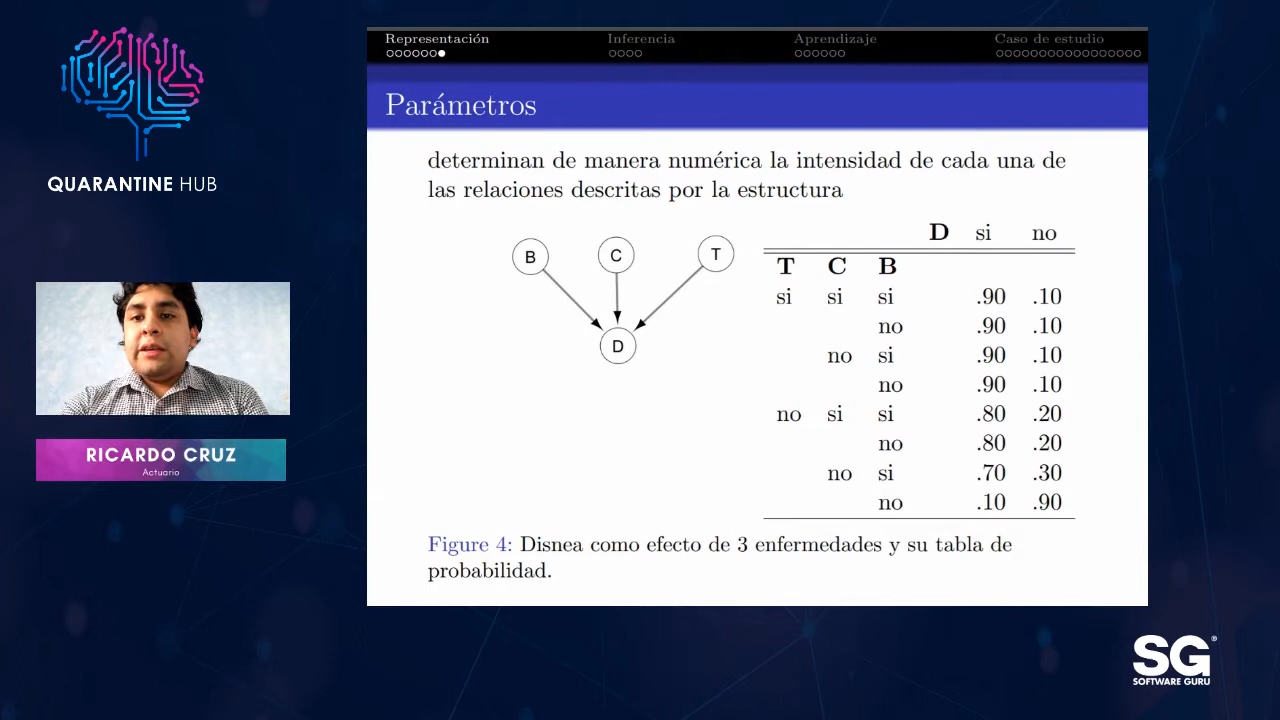 Representación Inferencia Aprendizaje Caso de estudio
Parámetros
determinan de manera numérica la intensidad de cada una de
las relaciones descritas por la estructura
B C T
D
D si no
T C B
si si si .90 .10
no .90 .10
no si .90 .10
no .90 .10
no si si .80 .20
no .80 .20
no si .70 .30
no .10 .90
Figure 4: Disnea como efecto de 3 enfermedades y su tabla de
probabilidad.
QUARANTINE HUB
RICARDO CRUZ
Actuario
SG®
SOFTWARE GURU